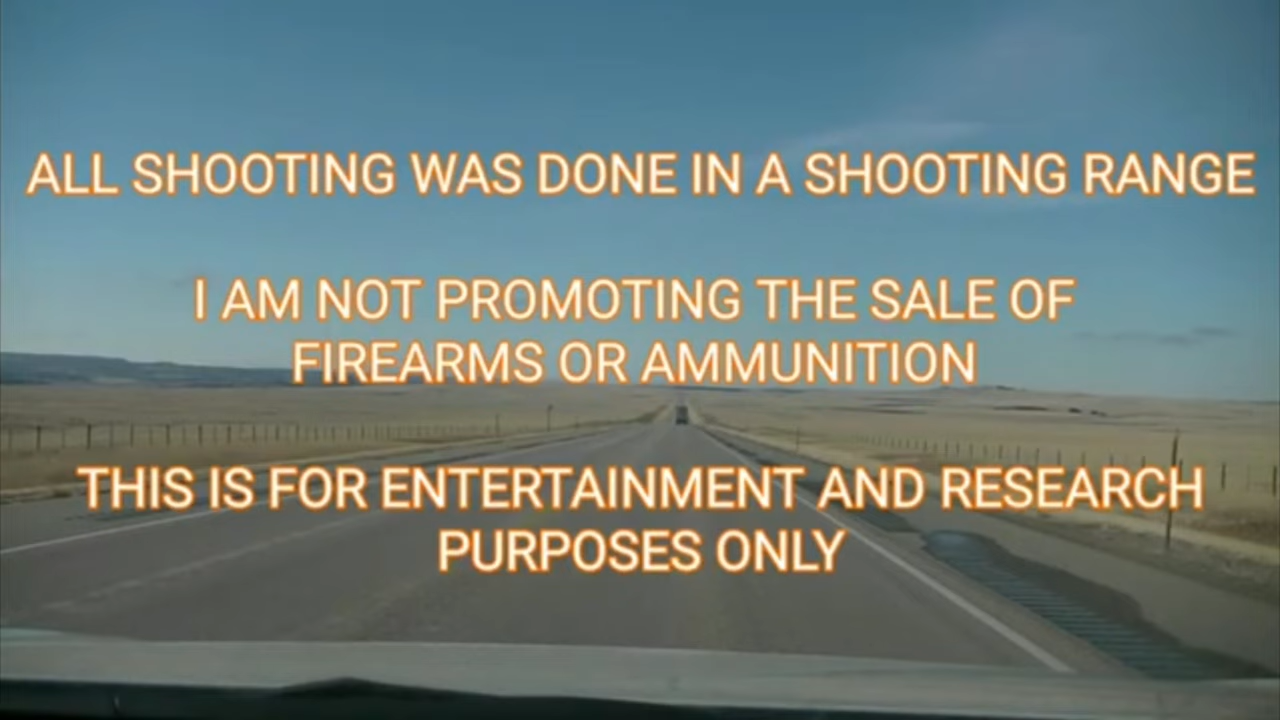 ALL SHOOTING WAS DONE IN A SHOOTING RANGE
I AM NOT PROMOTING THE SALE OF
FIREARMS OR AMMUNITION
THIS IS FOR ENTERTAINMENT AND RESEARCH
PURPOSES ONLY